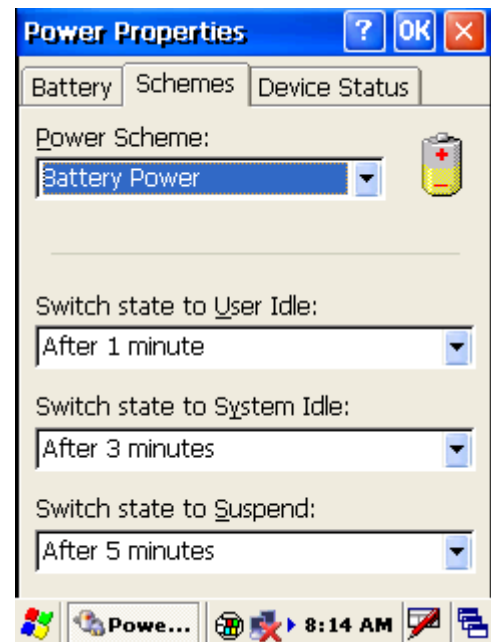 Power Properties ? OK ×
Battery Schemes Device Status
Power Scheme:
Battery Power
Switch state to User Idle:
After 1 minute
Switch state to System Idle:
After 3 minutes
Switch state to Suspend:
After 5 minutes
Powe... 8:14 AM